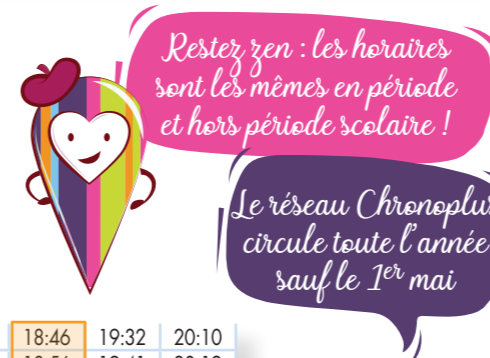 Restez zen : les horaires
sont les mêmes en période
et hors période scolaire !
Le réseau Chronoplus
circule toute l'année
sauf le 1er mai
18:46 19:32 20:10